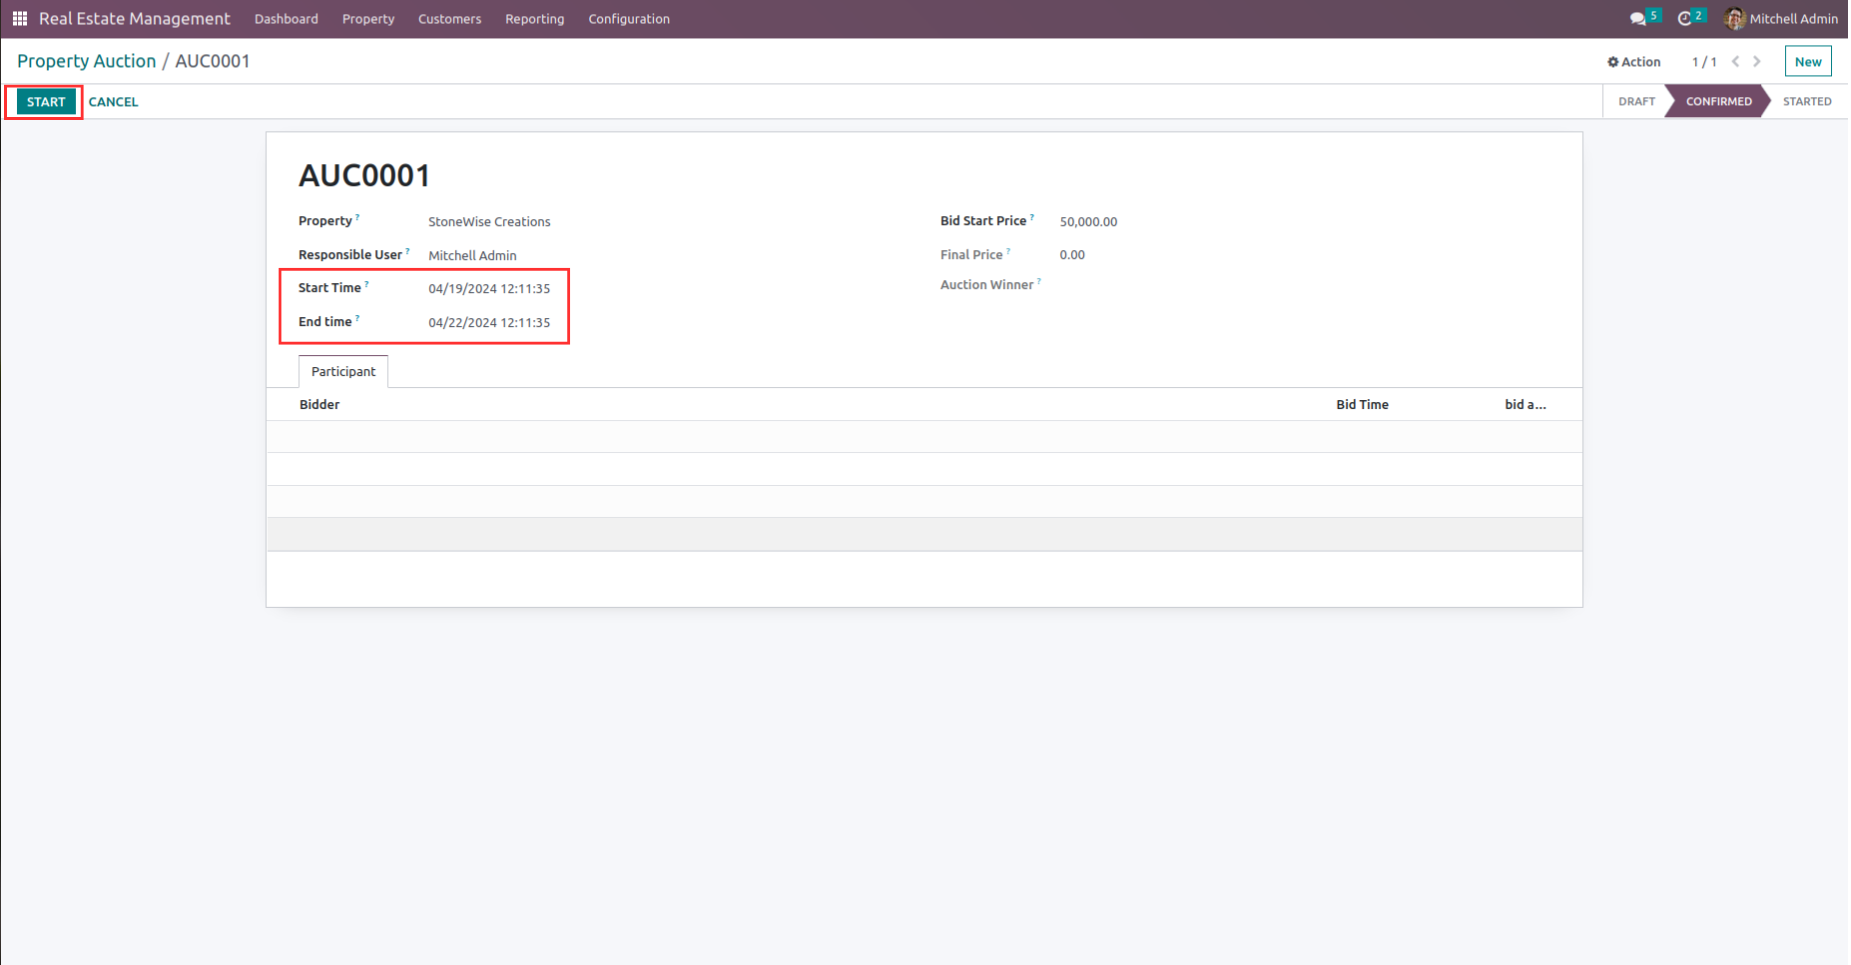 Real Estate Management Dashboard Property Customers Reporting Configuration 5 2 Mitchell Admin
Property Auction / AUC0001 Action 1 / 1 New
START CANCEL DRAFT CONFIRMED STARTED
AUC0001
Property ? StoneWise Creations Bid Start Price ? 50,000.00
Responsible User ? Mitchell Admin Final Price ? 0.00
Start Time ? 04/19/2024 12:11:35 Auction Winner ?
End time ? 04/22/2024 12:11:35
Participant
Bidder Bid Time bid a...